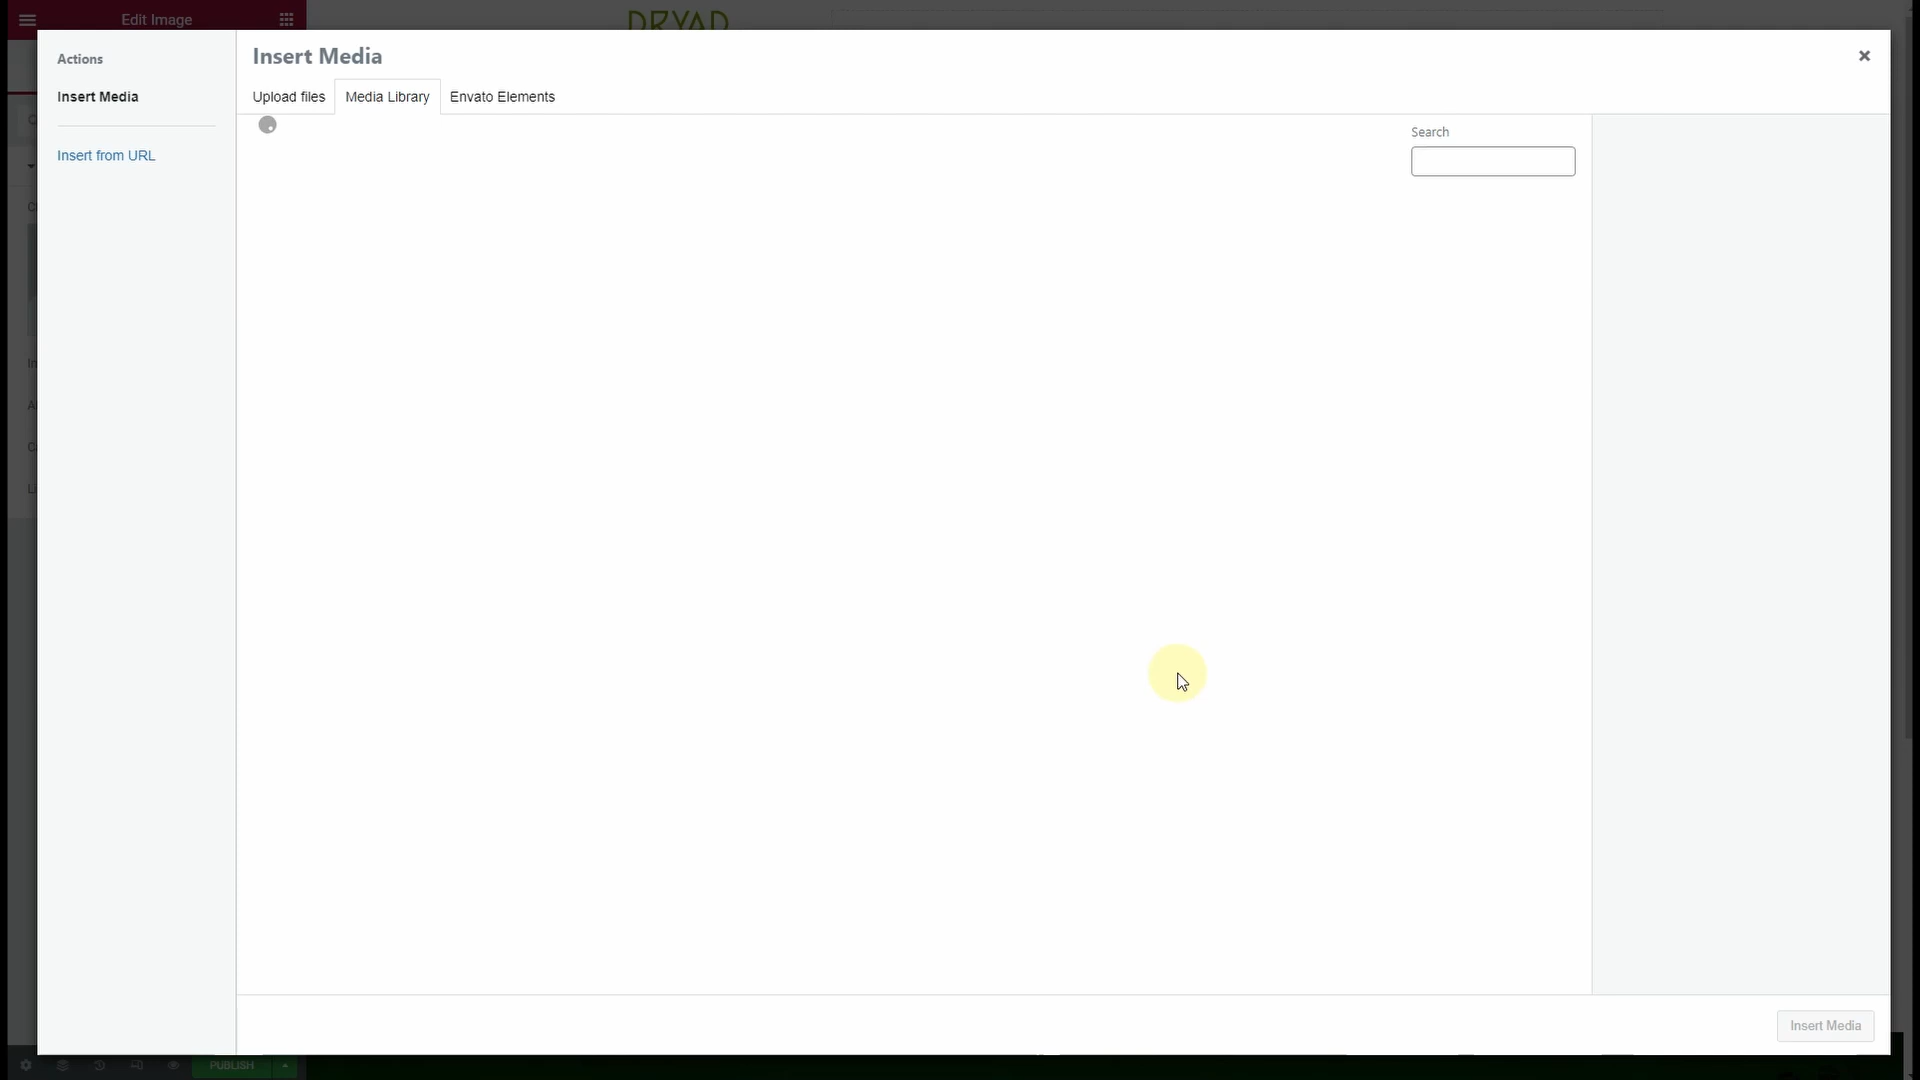 Edit Image
DRYAD
Actions
Insert Media
Insert from URL
Insert Media
Upload files
Media Library
Envato Elements
Search
Insert Media
PUBLISH